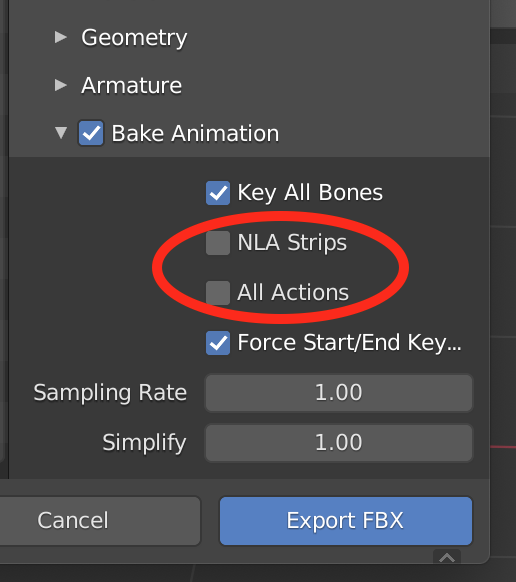 Geometry
Armature
Bake Animation
Key All Bones
NLA Strips
All Actions
Force Start/End Key...
Sampling Rate 1.00
Simplify 1.00
Cancel Export FBX